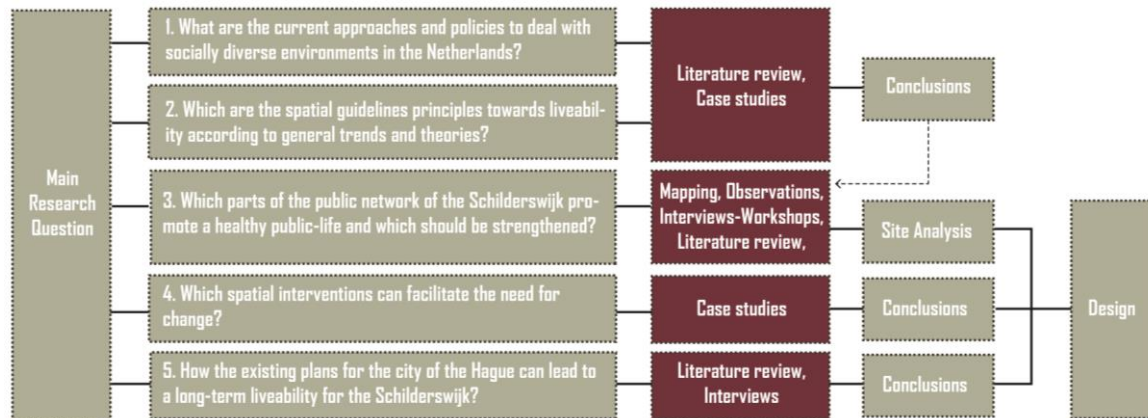 Main
Research
Question
1. What are the current approaches and policies to deal with
socially diverse environments in the Netherlands?
2. Which are the spatial guidelines principles towards liveabil-
ity according to general trends and theories?
3. Which parts of the public network of the Schilderswijk pro-
mote a healthy public-life and which should be strengthened?
4. Which spatial interventions can facilitate the need for
change?
5. How the existing plans for the city of the Hague can lead to
a long-term liveability for the Schilderswijk?
Literature review,
Case studies
Mapping, Observations,
Interviews-Workshops,
Literature review,
Case studies
Literature review,
Interviews
Conclusions
Site Analysis
Conclusions
Conclusions
Design